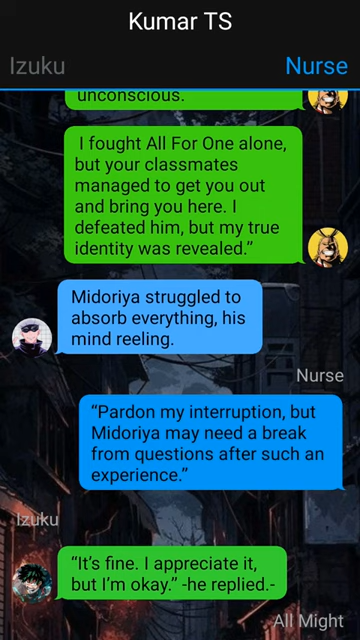 Kumar TS
Izuku
Nurse
unconscious.
I fought All For One alone,
but your classmates
managed to get you out
and bring you here. I
defeated him, but my true
identity was revealed.”
Midoriya struggled to
absorb everything, his
mind reeling.
Nurse
“Pardon my interruption, but
Midoriya may need a break
from questions after such an
experience.”
Izuku
“It’s fine. I appreciate it,
but I’m okay.” -he replied.-
All Might